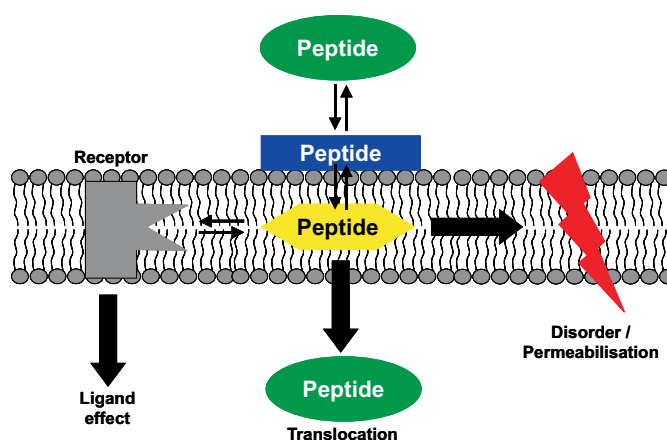 Peptide
Peptide
Receptor
Peptide
Disorder /
Permeabilisation
Ligand
effect
Peptide
Translocation